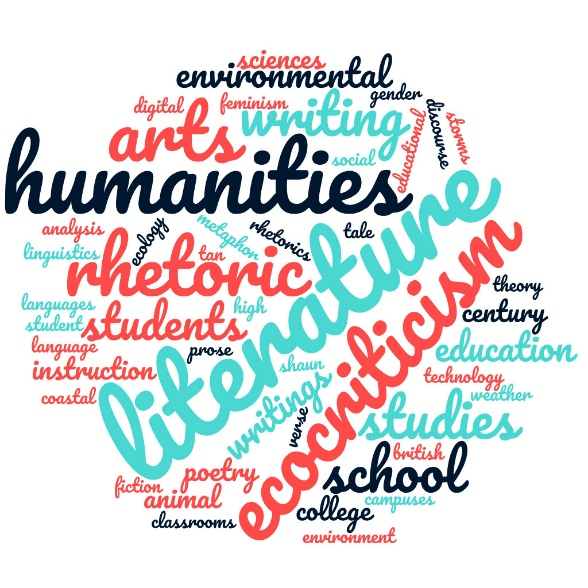 sciences
environmental
gender
digital
feminism
writing
discourse
storms
arts
educational
social
humanities
literature
analysis
ecology
metaphor
rhetorics
tale
linguistics
rhetoric
tan
ecocriticism
languages
high
theory
student
students
century
language
prose
education
instruction
shaun
technology
coastal
writings
weather
verse
studies
british
poetry
school
fiction
animal
campuses
college
classrooms
environment